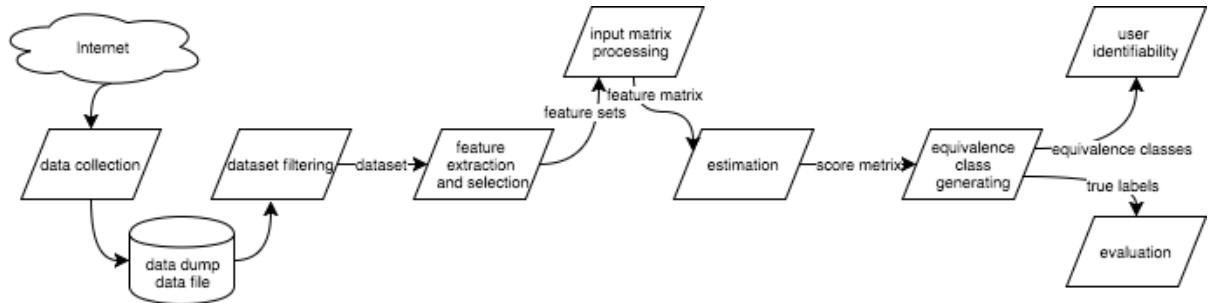 Internet
data collection
data dump
data file
dataset filtering
dataset
feature
extraction
and selection
feature sets
input matrix
processing
feature matrix
estimation
score metrix
equivalence
class
generating
equivalence classes
user
identifiability
true labels
evaluation